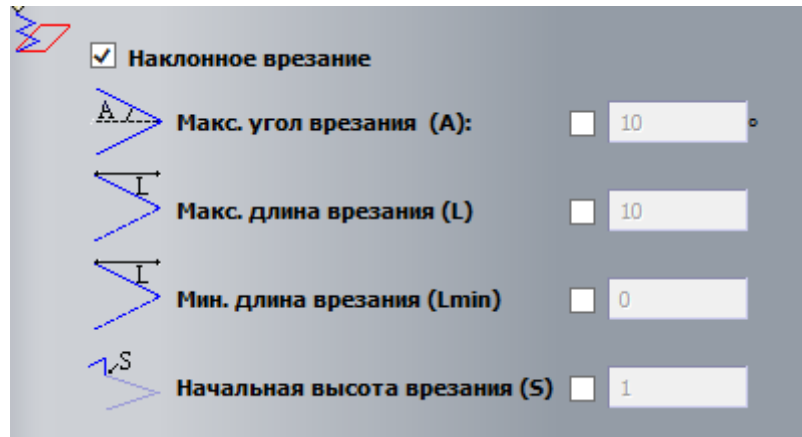 Наклонное врезание
A Макс. угол врезания (A): 10 °
L Макс. длина врезания (L) 10
L Мин. длина врезания (Lmin) 0
S Начальная высота врезания (S) 1